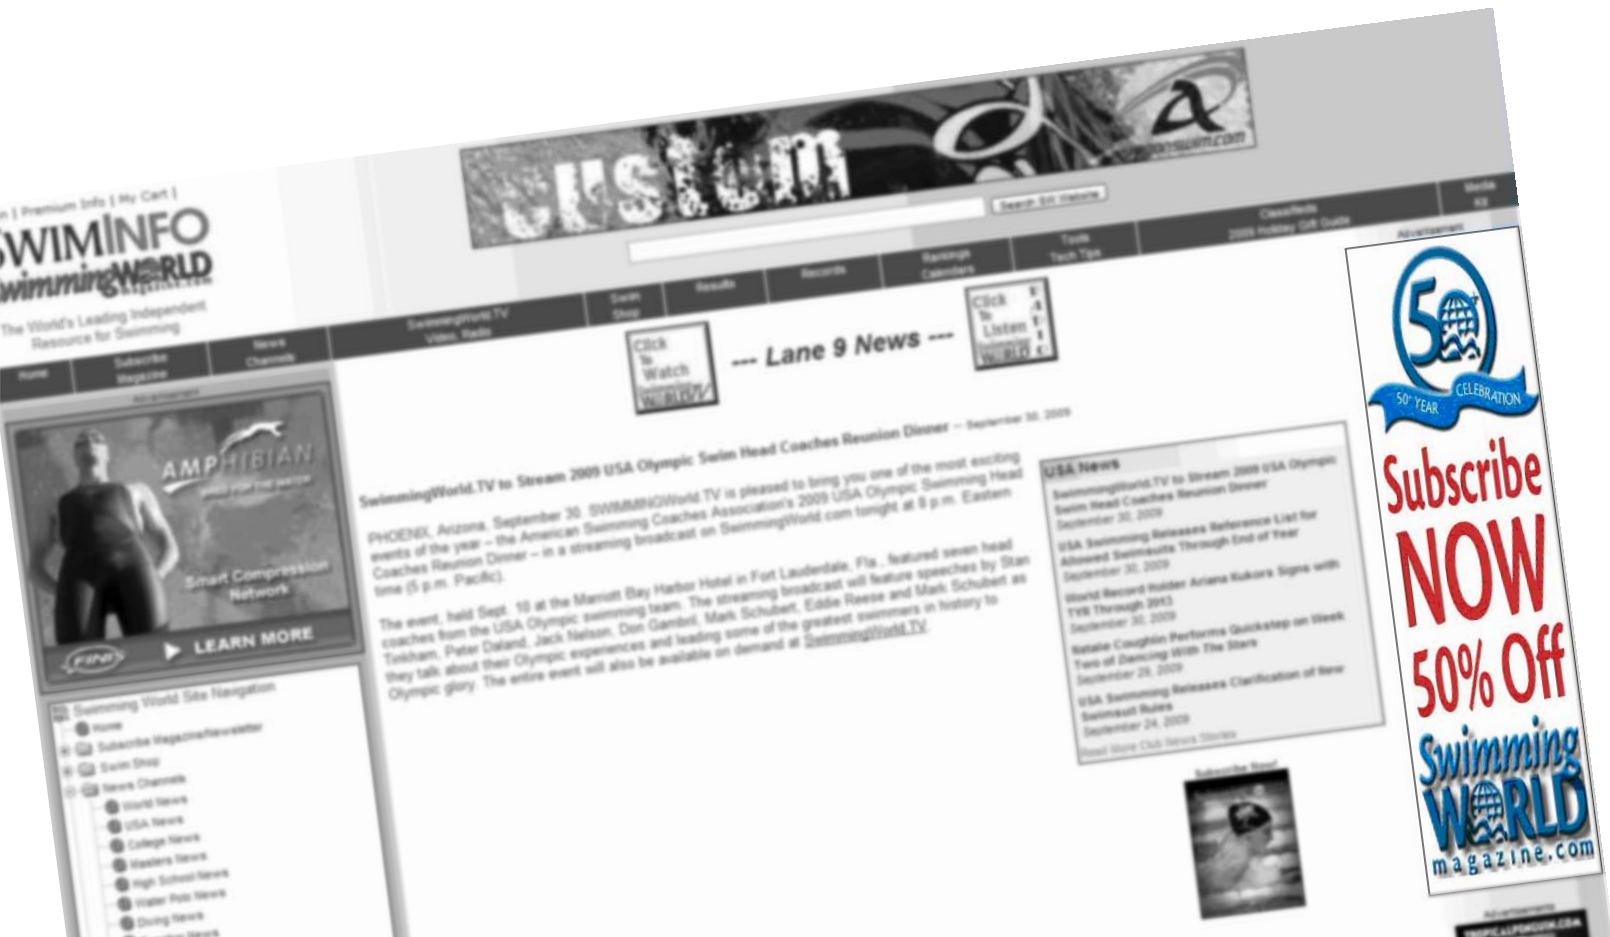 n | Premium Info | My Cart |
SWIMINFO
SwimmingWORLD
magazine.com
The World's Leading Independent
Resource for Swimming
custom
agonswim.com
Search SW Website
Home
Subscribe
Magazine
News
Channels
SwimmingWorld.TV
Video, Radio
Swim
Shop
Results
Records
Rankings
Calendars
Tools
Tech Tips
Classifieds
2009 Holiday Gift Guide
Media
Kit
Advertisement
AMPHIBIAN
Smart Compression
Network
LEARN MORE
FINIS
Click
To
Watch
Swimming
WORLDTV
--- Lane 9 News ---
Click
To
Listen
WORLD
SwimmingWorld.TV to Stream 2009 USA Olympic Swim Head Coaches Reunion Dinner -- September 30, 2009
PHOENIX, Arizona, September 30. SWIMMINGWorld.TV is pleased to bring you one of the most exciting
events of the year – the American Swimming Coaches Association's 2009 USA Olympic Swimming Head
Coaches Reunion Dinner – in a streaming broadcast on SwimmingWorld.com tonight at 8 p.m. Eastern
time (5 p.m. Pacific).
The event, held Sept. 10 at the Marriott Bay Harbor Hotel in Fort Lauderdale, Fla., featured seven head
coaches from the USA Olympic swimming team. The streaming broadcast will feature speeches by Stan
Tinkham, Peter Daland, Jack Nelson, Don Gambril, Mark Schubert, Eddie Reese and Mark Schubert as
they talk about their Olympic experiences and leading some of the greatest swimmers in history to
Olympic glory. The entire event will also be available on demand at SwimmingWorld.TV.
USA News
SwimmingWorld.TV to Stream 2009 USA Olympic
Swim Head Coaches Reunion Dinner
September 30, 2009
USA Swimming Releases Reference List for
Allowed Swimsuits Through End of Year
September 30, 2009
World Record Holder Ariana Kukors Signs with
TYR Through 2013
September 30, 2009
Natalie Coughlin Performs Quickstep on Week
Two of Dancing With The Stars
September 29, 2009
USA Swimming Releases Clarification of New
Swimsuit Rules
September 24, 2009
Read More Club News Stories
Subscribe Now!
Swimming World Site Navigation
Home
Subscribe Magazine/Newsletter
Swim Shop
News Channels
World News
USA News
College News
Masters News
High School News
Water Polo News
Diving News
Advertisement
50
50th YEAR CELEBRATION
Subscribe
NOW
50% Off
Swimming
WORLD
magazine.com
Advertisements
TROPICALPENGUIN.COM